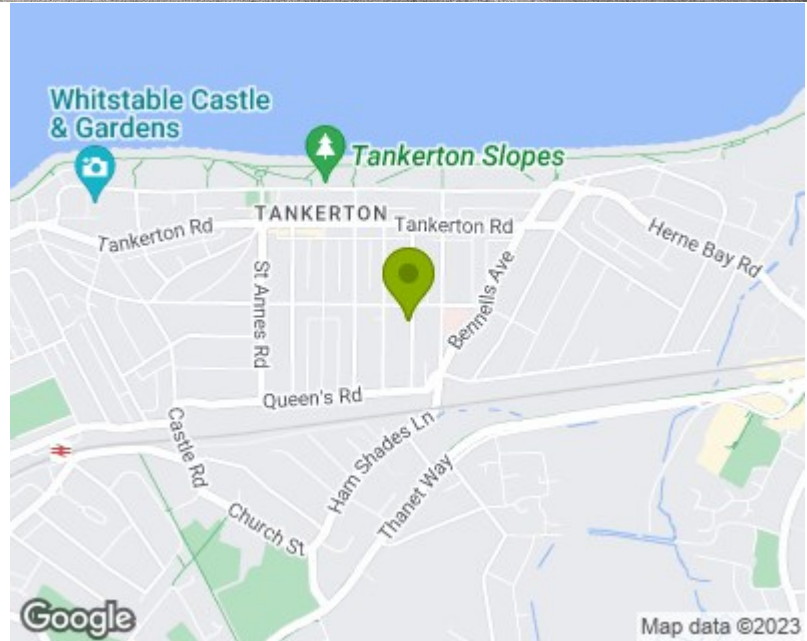 Whitstable Castle
& Gardens
Tankerton Slopes
TANKERTON
Tankerton Rd
Tankerton Rd
Herne Bay Rd
St Annes Rd
Bennells Ave
Queen's Rd
Castle Rd
Ham Shades Ln
Thanet Way
Church St
Google
Map data ©2023